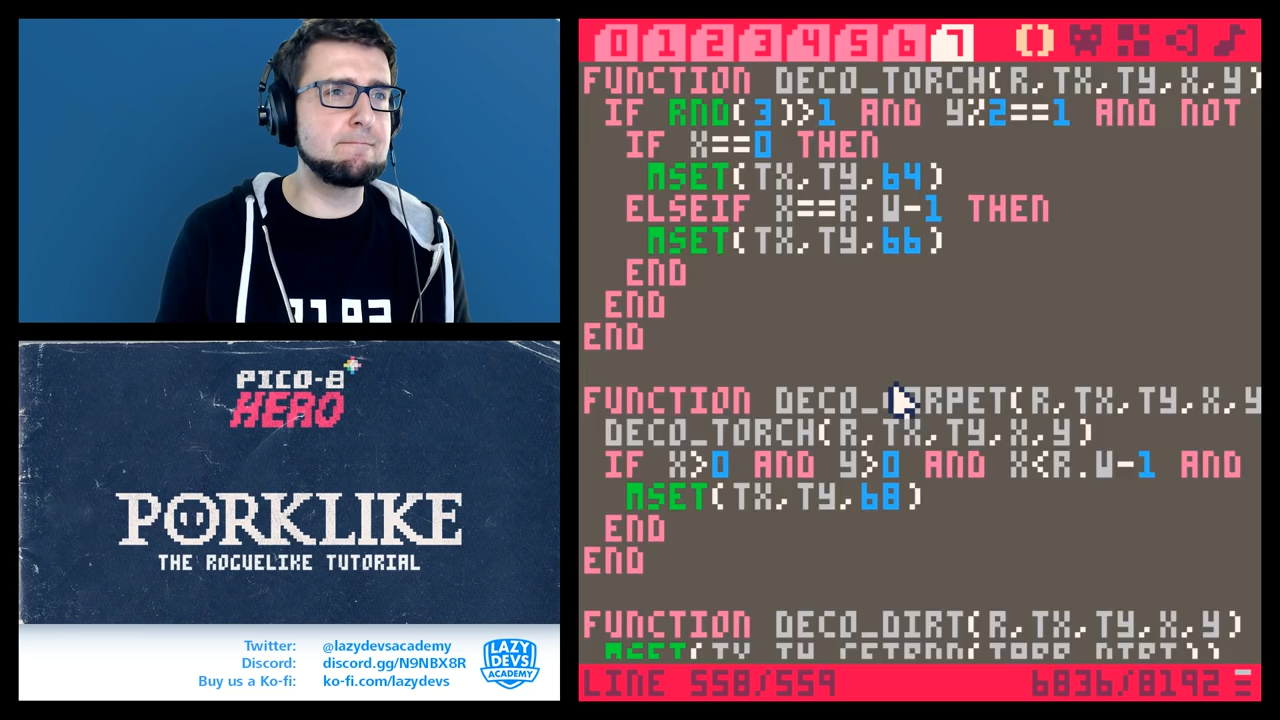 1193
PICO-8
HERO
PORKLIKE
THE ROGUELIKE TUTORIAL
Twitter: @lazydevsacademy
Discord: discord.gg/N9NBX8R
Buy us a Ko-fi: ko-fi.com/lazydevs
LAZY
DEVS
ACADEMY
0 1 2 3 4 5 6 7 ()
FUNCTION DECO_TORCH(R,TX,TY,X,Y)
IF RND(3)>1 AND Y%2==1 AND NOT
IF X==0 THEN
MSET(TX,TY,64)
ELSEIF X==R.W-1 THEN
MSET(TX,TY,66)
END
END
END
FUNCTION DECO_CARPET(R,TX,TY,X,Y
DECO_TORCH(R,TX,TY,X,Y)
IF X>0 AND Y>0 AND X<R.W-1 AND
MSET(TX,TY,68)
END
END
FUNCTION DECO_DIRT(R,TX,TY,X,Y)
LINE 558/559 6836/8192